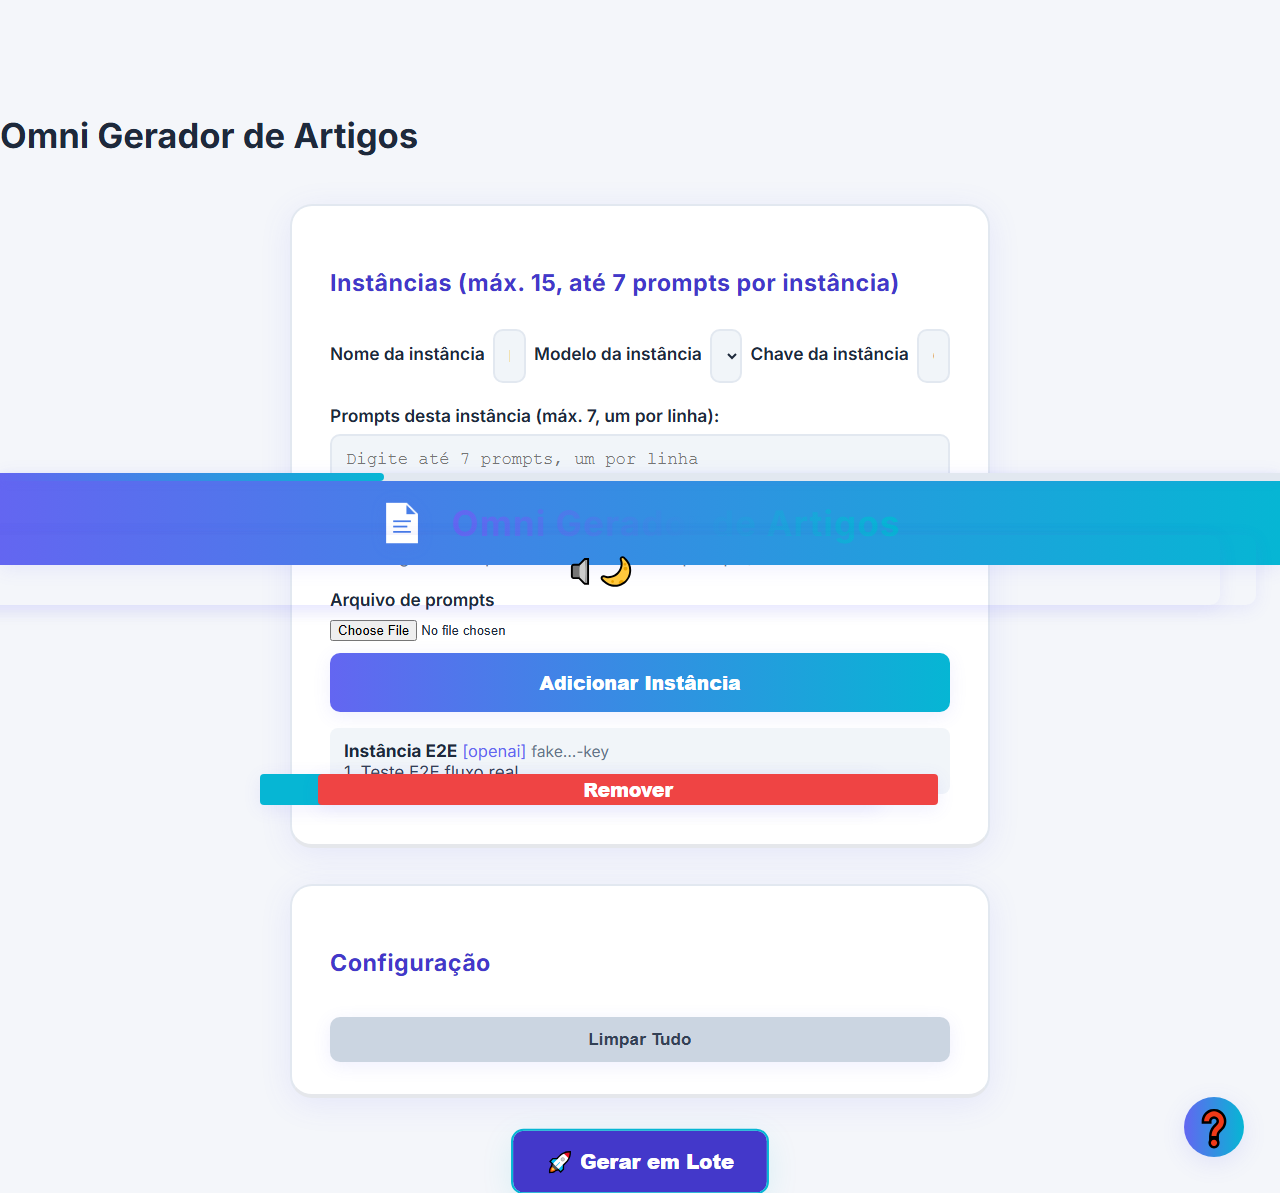 Omni Gerador de Artigos
Instâncias (máx. 15, até 7 prompts por instância)
Nome da instância
Modelo da instância
Chave da instância
Prompts desta instância (máx. 7, um por linha):
Digite até 7 prompts, um por linha
Omni Gerador de Artigos
Arquivo de prompts
Choose File No file chosen
Adicionar Instância
Instância E2E [openai] fake...-key
1. Teste E2E fluxo real
Remover
Configuração
Limpar Tudo
Gerar em Lote